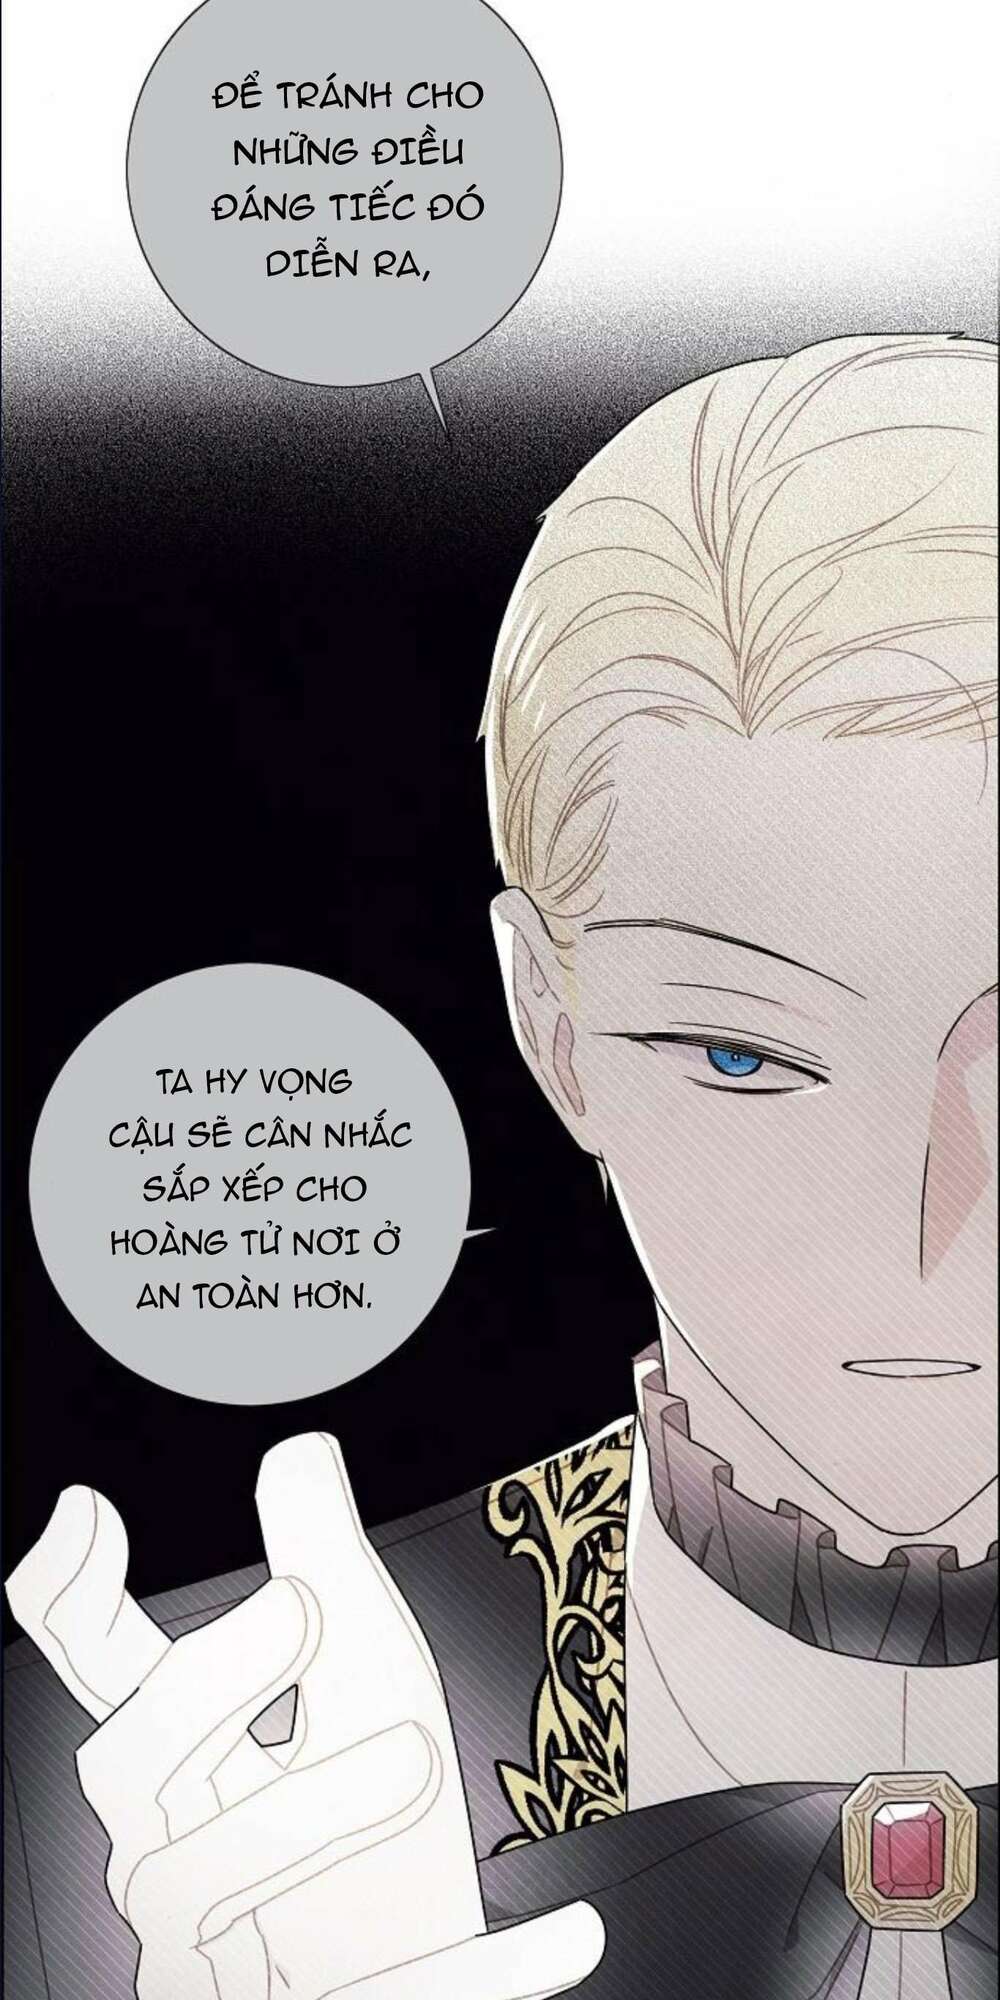 ĐỂ TRÁNH CHO
NHỮNG ĐIỀU
ĐÁNG TIẾC ĐÓ
DIỄN RA,
TA HY VỌNG
CẬU SẼ CÂN NHẮC
SẮP XẾP CHO
HOÀNG TỬ NƠI Ở
AN TOÀN HƠN.